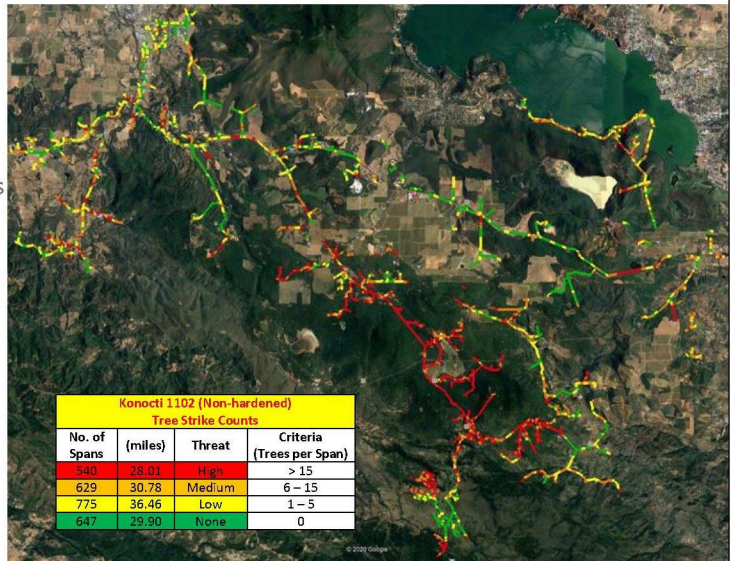 Konocti 1102 (Non-hardened)
Tree Strike Counts
No. of Spans (miles) Threat Criteria (Trees per Span)
540 28.01 High > 15
629 30.78 Medium 6 – 15
775 36.46 Low 1 – 5
647 29.90 None 0
© 2020 Google